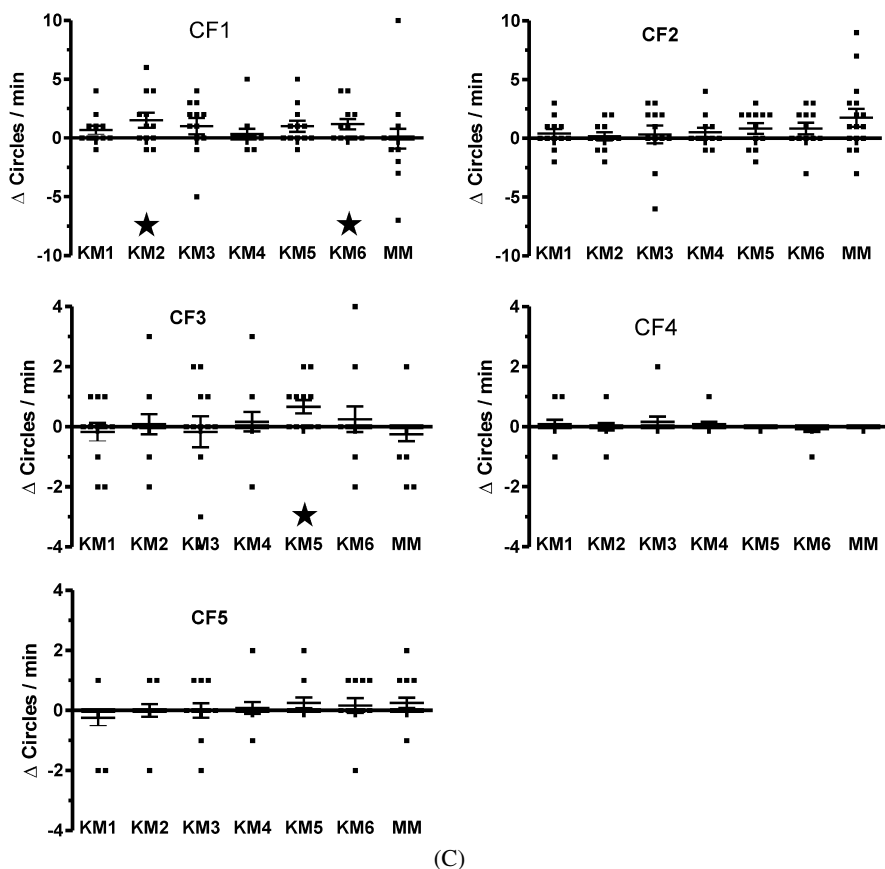 CF1
10
5
0
-5
-10
Δ Circles / min
KM1 KM2 KM3 KM4 KM5 KM6 MM
CF2
10
5
0
-5
-10
Δ Circles / min
KM1 KM2 KM3 KM4 KM5 KM6 MM
CF3
4
2
0
-2
-4
Δ Circles / min
KM1 KM2 KM3 KM4 KM5 KM6 MM
CF4
4
2
0
-2
-4
Δ Circles / min
KM1 KM2 KM3 KM4 KM5 KM6 MM
CF5
4
2
0
-2
-4
Δ Circles / min
KM1 KM2 KM3 KM4 KM5 KM6 MM
(C)